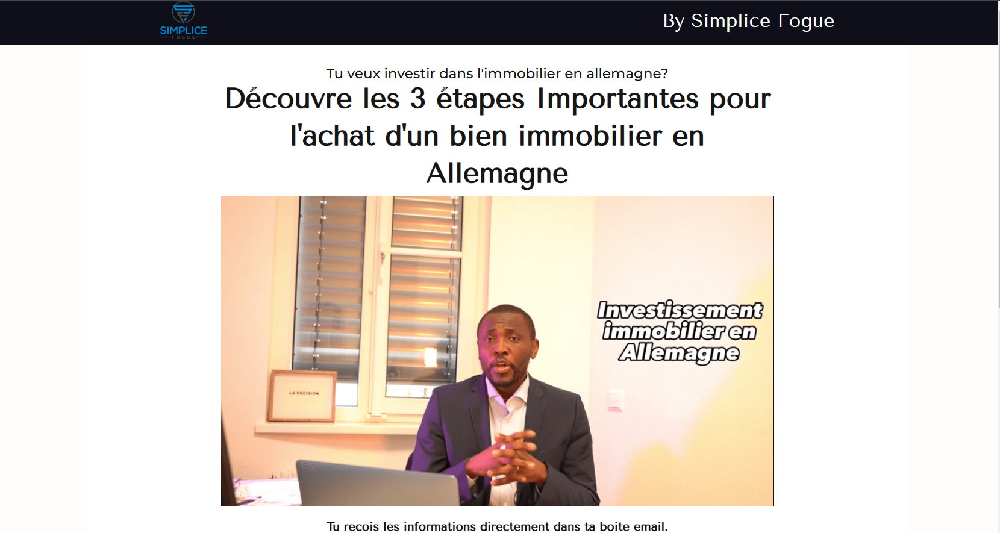 SIMPLICE
FOGUE
By Simplice Fogue
Tu veux investir dans l'immobilier en allemagne?
Découvre les 3 étapes Importantes pour
l'achat d'un bien immobilier en
Allemagne
Investissement
immobilier en
Allemagne
LA DECISION
Tu recois les informations directement dans ta boite email.